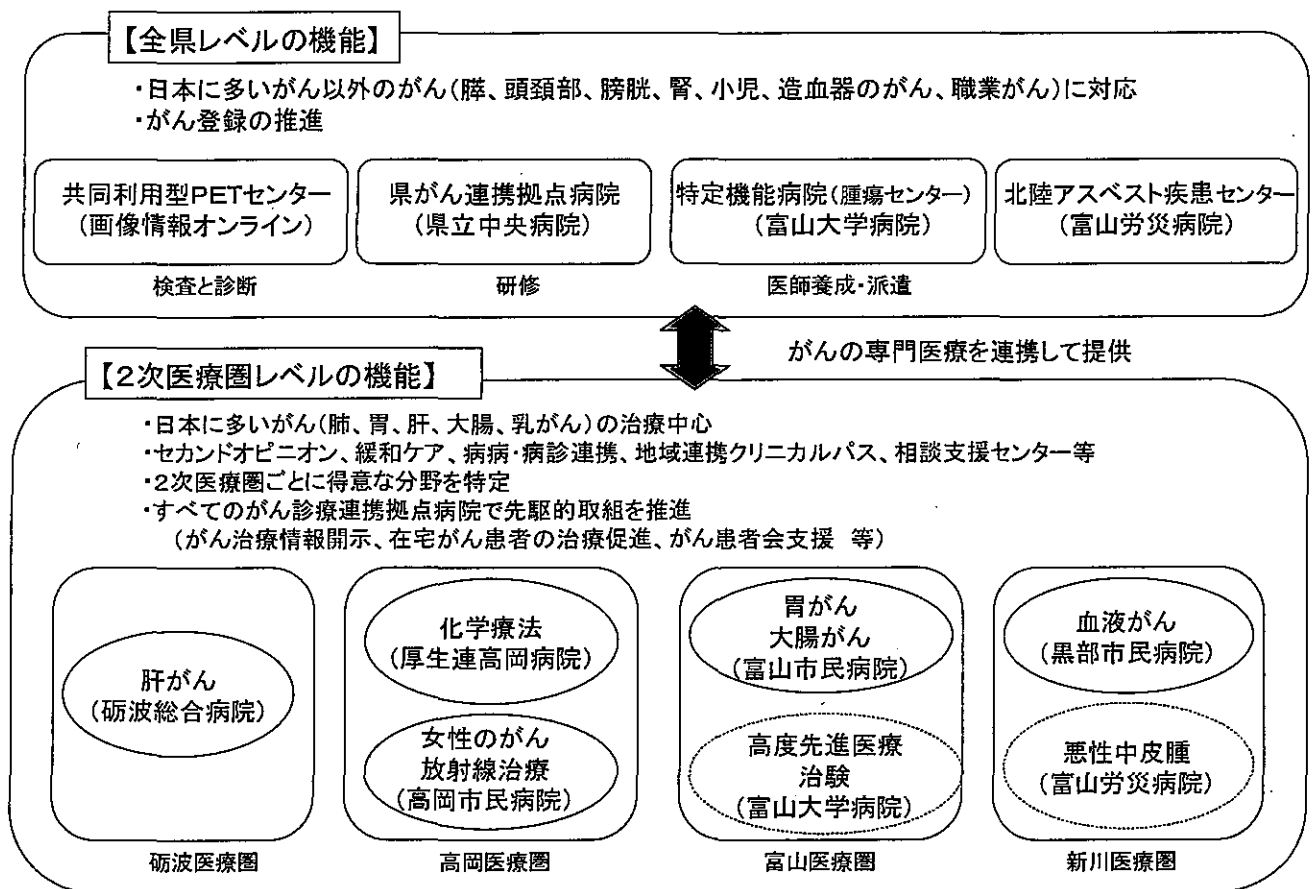 【全県レベルの機能】
・日本に多いがん以外のがん(膵、頭頚部、膀胱、腎、小児、造血器のがん、職業がん)に対応
・がん登録の推進
共同利用型PETセンター
(画像情報オンライン)
検査と診断
県がん連携拠点病院
(県立中央病院)
研修
特定機能病院(腫瘍センター)
(富山大学病院)
医師養成・派遣
北陸アスベスト疾患センター
(富山労災病院)
がんの専門医療を連携して提供
【2次医療圏レベルの機能】
・日本に多いがん(肺、胃、肝、大腸、乳がん)の治療中心
・セカンドオピニオン、緩和ケア、病病・病診連携、地域連携クリニカルパス、相談支援センター等
・2次医療圏ごとに得意な分野を特定
・すべてのがん診療連携拠点病院で先駆的取組を推進
(がん治療情報開示、在宅がん患者の治療促進、がん患者会支援 等)
肝がん
(砺波総合病院)
砺波医療圏
化学療法
(厚生連高岡病院)
女性のがん
放射線治療
(高岡市民病院)
高岡医療圏
胃がん
大腸がん
(富山市民病院)
高度先進医療
治験
(富山大学病院)
富山医療圏
血液がん
(黒部市民病院)
悪性中皮腫
(富山労災病院)
新川医療圏